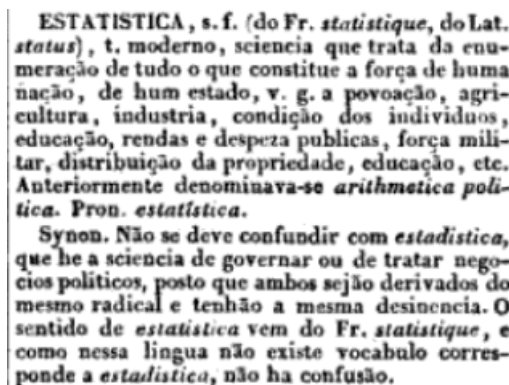 ESTATISTICA, s. f. (do Fr. statistique, do Lat.
status), t. moderno, sciencia que trata da enu-
meração de tudo o que constitue a força de huma
nação, de hum estado, v. g. a povoação, agri-
cultura, industria, condição dos individuos,
educação, rendas e despeza publicas, força mili-
tar, distribuição da propriedade, educação, etc.
Anteriormente denominava-se arithmetica poli-
tica. Pron. estatística.
Synon. Não se deve confundir com estadistica,
que he a sciencia de governar ou de tratar nego-
cios politicos, posto que ambos sejão derivados do
mesmo radical e tenhão a mesma desinencia. O
sentido de estatistica vem do Fr. statistique, e
como nessa lingua não existe vocabulo corres-
ponde a estadistica, não ha confusão.